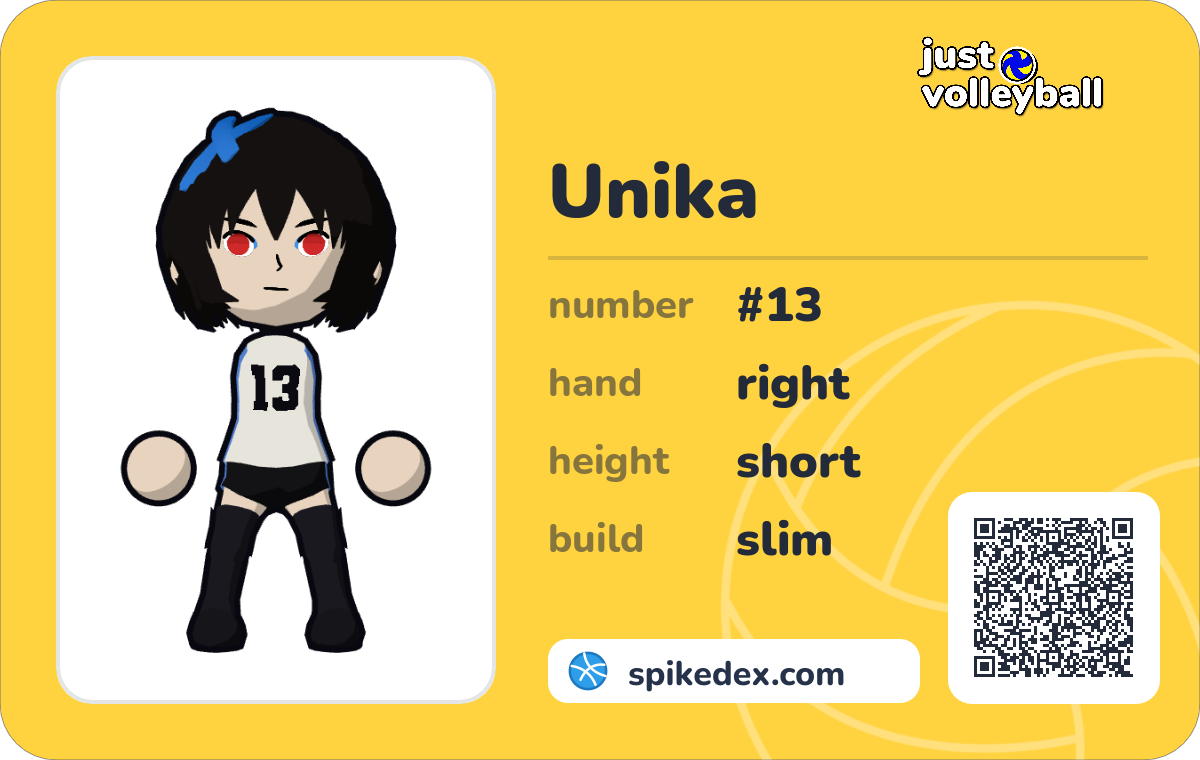 just
volleyball
Unika
number #13
hand right
height short
build slim
13
spikedex.com